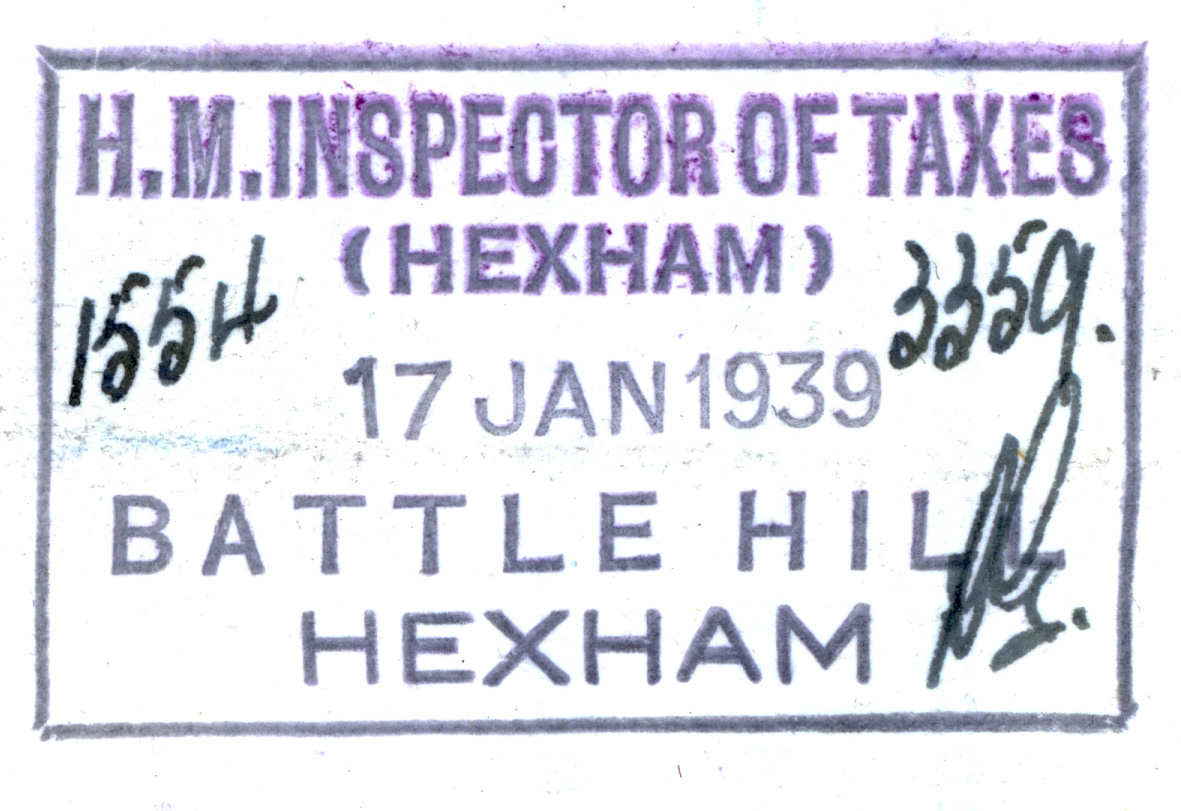 H.M. INSPECTOR OF TAXES
(HEXHAM)
1554
3359.
17 JAN 1939
BATTLE HILL
HEXHAM